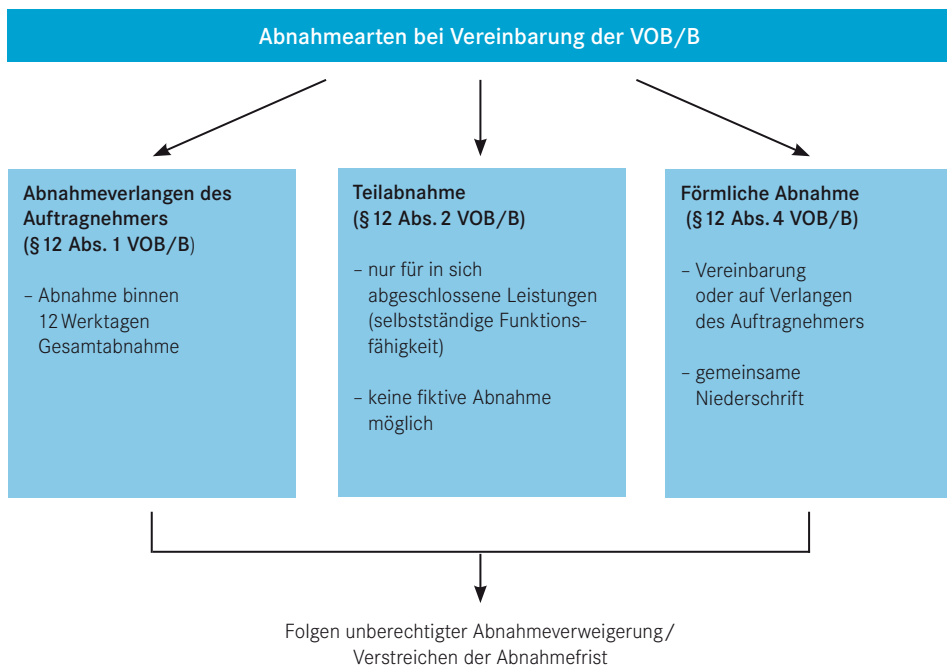 Abnahmearten bei Vereinbarung der VOB/B
Abnahmeverlangen des
Auftragnehmers
(§ 12 Abs. 1 VOB/B)
– Abnahme binnen
12 Werktagen
Gesamtabnahme
Teilabnahme
(§ 12 Abs. 2 VOB/B)
– nur für in sich
abgeschlossene Leistungen
(selbstständige Funktions-
fähigkeit)
– keine fiktive Abnahme
möglich
Förmliche Abnahme
(§ 12 Abs. 4 VOB/B)
– Vereinbarung
oder auf Verlangen
des Auftragnehmers
– gemeinsame
Niederschrift
Folgen unberechtigter Abnahmeverweigerung/
Verstreichen der Abnahmefrist